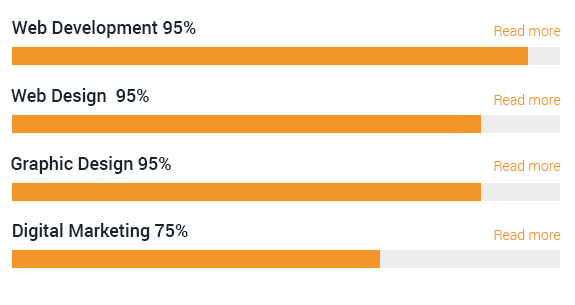 Web Development 95%
Read more
Web Design  95%
Read more
Graphic Design 95%
Read more
Digital Marketing 75%
Read more